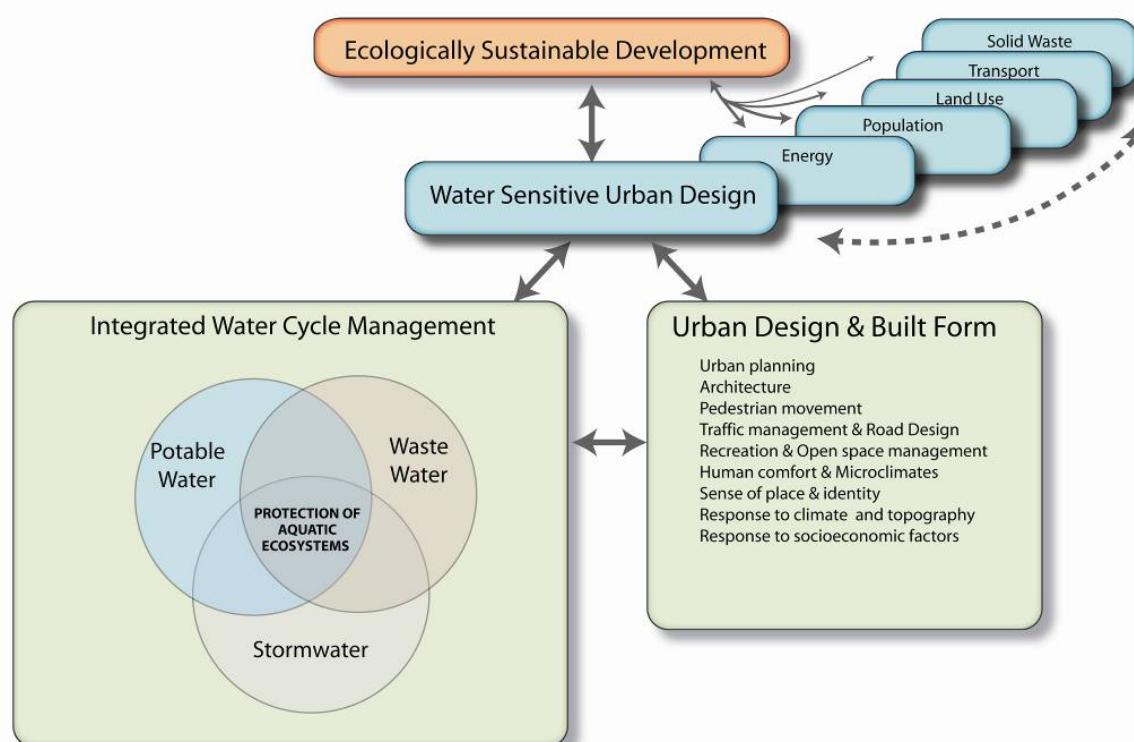 Ecologically Sustainable Development
Solid Waste
Transport
Land Use
Population
Energy
Water Sensitive Urban Design
Integrated Water Cycle Management
Potable
Water
Waste
Water
PROTECTION OF
AQUATIC
ECOSYSTEMS
Stormwater
Urban Design & Built Form
Urban planning
Architecture
Pedestrian movement
Traffic management & Road Design
Recreation & Open space management
Human comfort & Microclimates
Sense of place & identity
Response to climate and topography
Response to socioeconomic factors